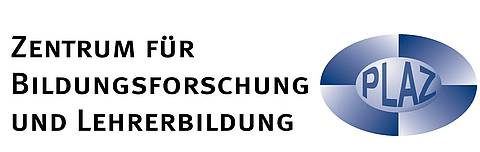 ZENTRUM FÜR
BILDUNGSFORSCHUNG
UND LEHRERBILDUNG
PLAZ